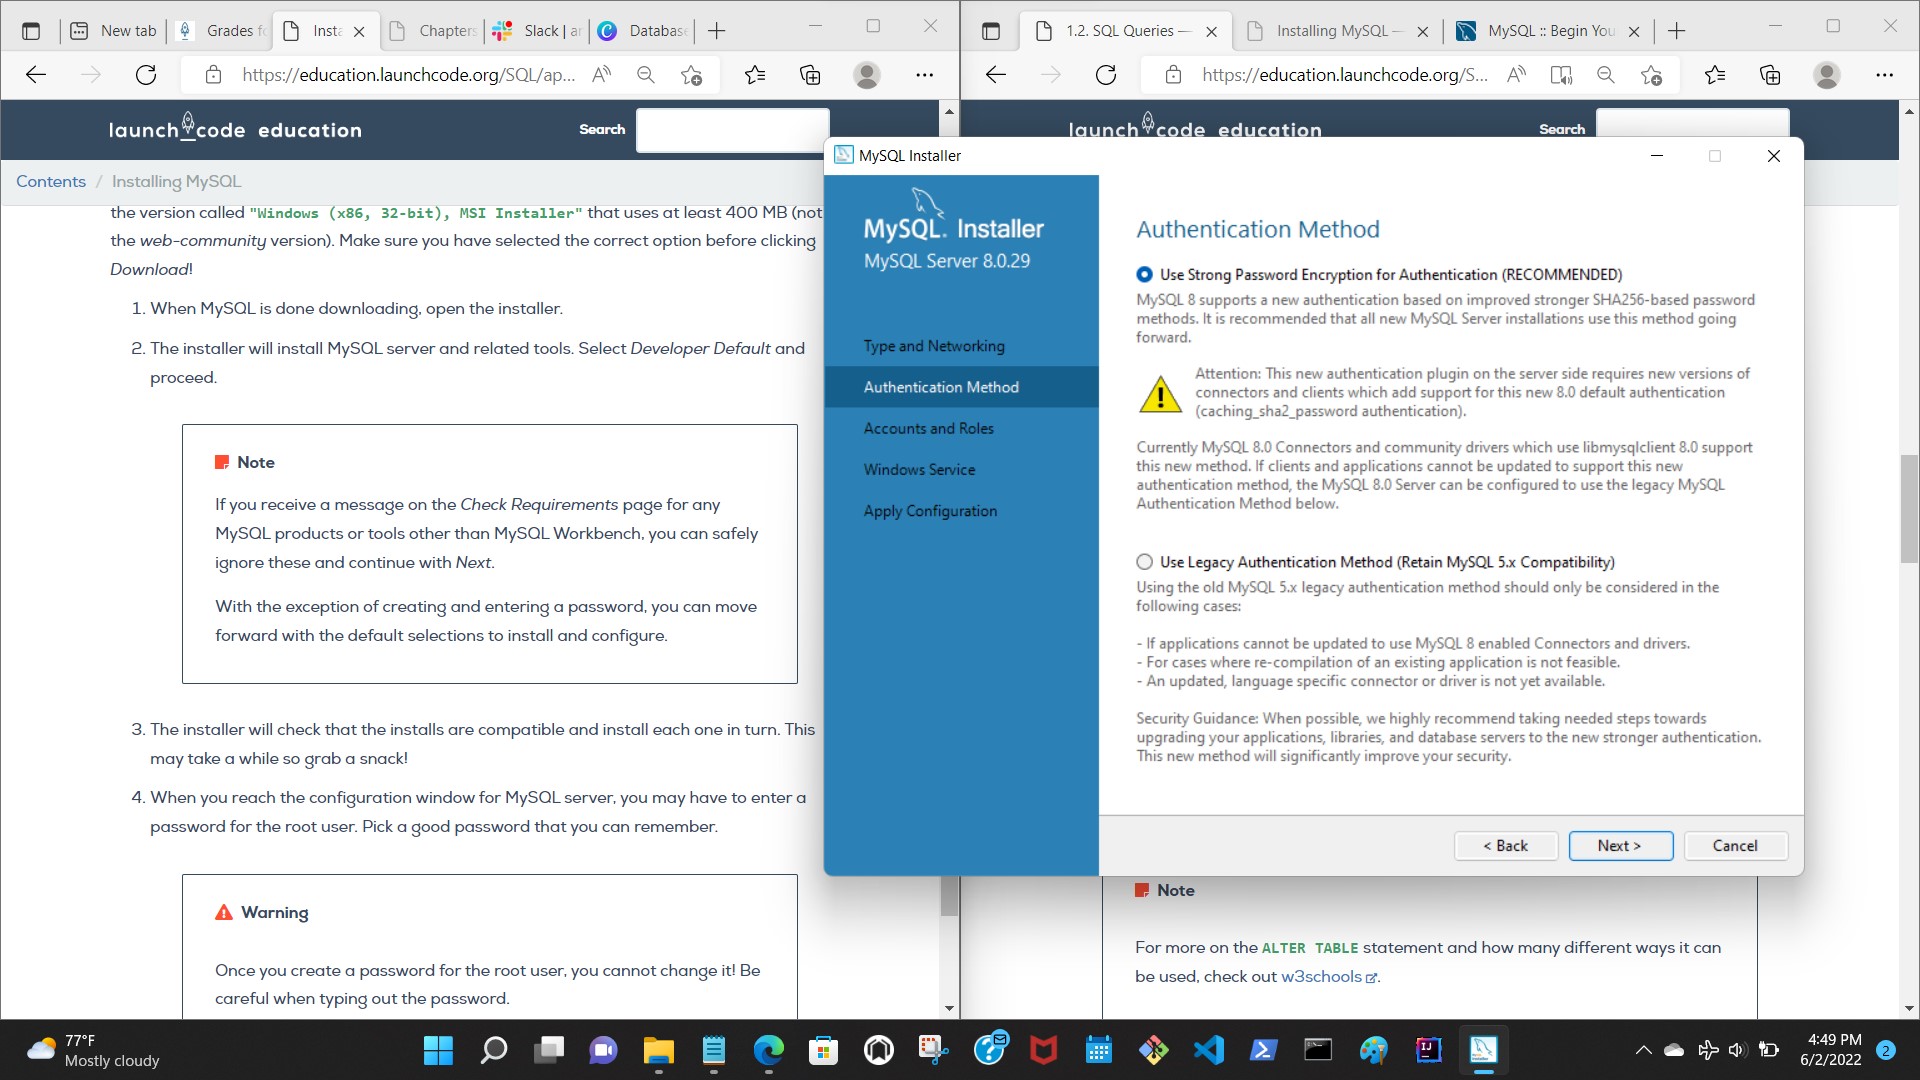 New tab
Grades f
Insta
Chapters
Slack | ar
Database
https://education.launchcode.org/SQL/ap...
launch_code education
Search
Contents / Installing MySQL
the version called "Windows (x86, 32-bit), MSI Installer" that uses at least 400 MB (not
the web-community version). Make sure you have selected the correct option before clicking
Download!
1. When MySQL is done downloading, open the installer.
2. The installer will install MySQL server and related tools. Select Developer Default and
proceed.
Note
If you receive a message on the Check Requirements page for any
MySQL products or tools other than MySQL Workbench, you can safely
ignore these and continue with Next.
With the exception of creating and entering a password, you can move
forward with the default selections to install and configure.
3. The installer will check that the installs are compatible and install each one in turn. This
may take a while so grab a snack!
4. When you reach the configuration window for MySQL server, you may have to enter a
password for the root user. Pick a good password that you can remember.
Warning
Once you create a password for the root user, you cannot change it! Be
careful when typing out the password.
1.2. SQL Queries —
Installing MySQL —
MySQL :: Begin You
https://education.launchcode.org/S...
launch code education
Search
MySQL Installer
MySQL. Installer
MySQL Server 8.0.29
Type and Networking
Authentication Method
Accounts and Roles
Windows Service
Apply Configuration
Authentication Method
Use Strong Password Encryption for Authentication (RECOMMENDED)
MySQL 8 supports a new authentication based on improved stronger SHA256-based password
methods. It is recommended that all new MySQL Server installations use this method going
forward.
Attention: This new authentication plugin on the server side requires new versions of
connectors and clients which add support for this new 8.0 default authentication
(caching_sha2_password authentication).
Currently MySQL 8.0 Connectors and community drivers which use libmysqlclient 8.0 support
this new method. If clients and applications cannot be updated to support this new
authentication method, the MySQL 8.0 Server can be configured to use the legacy MySQL
Authentication Method below.
Use Legacy Authentication Method (Retain MySQL 5.x Compatibility)
Using the old MySQL 5.x legacy authentication method should only be considered in the
following cases:
- If applications cannot be updated to use MySQL 8 enabled Connectors and drivers.
- For cases where re-compilation of an existing application is not feasible.
- An updated, language specific connector or driver is not yet available.
Security Guidance: When possible, we highly recommend taking needed steps towards
upgrading your applications, libraries, and database servers to the new stronger authentication.
This new method will significantly improve your security.
< Back
Next >
Cancel
Note
For more on the ALTER TABLE statement and how many different ways it can
be used, check out w3schools.
77°F
Mostly cloudy
4:49 PM
6/2/2022
2